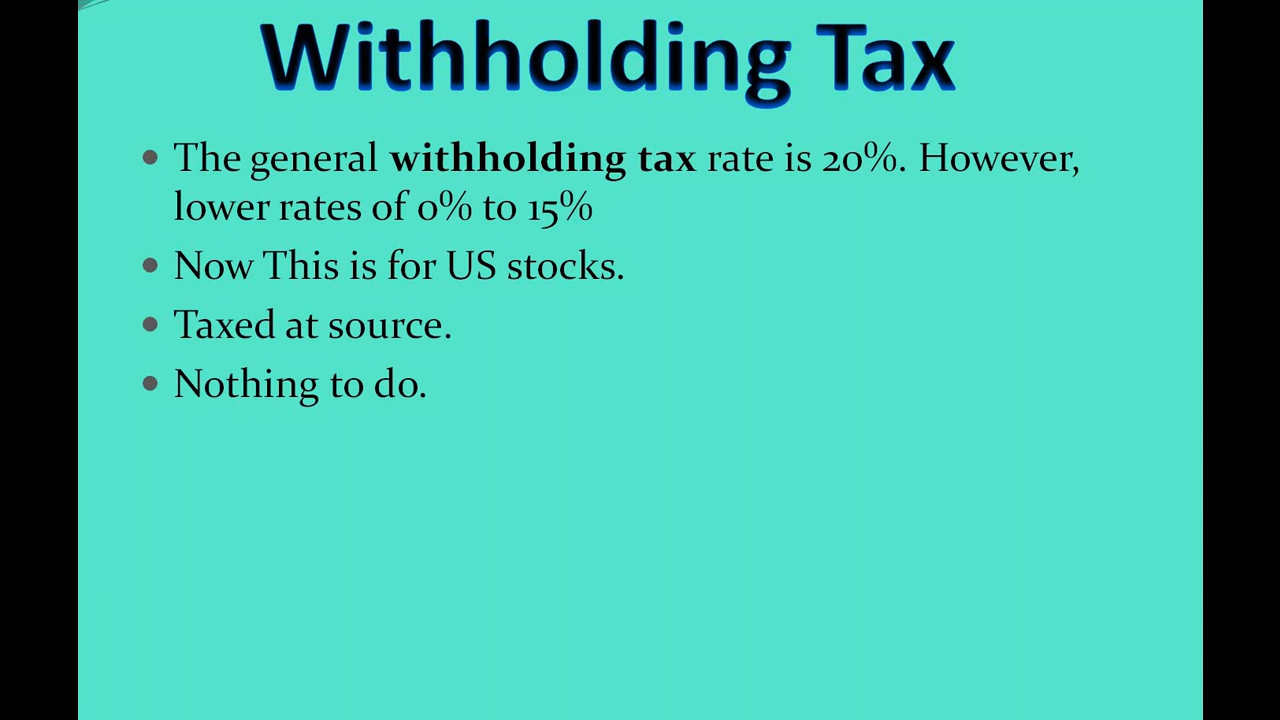 Withholding Tax
• The general withholding tax rate is 20%. However,
lower rates of 0% to 15%
• Now This is for US stocks.
• Taxed at source.
• Nothing to do.